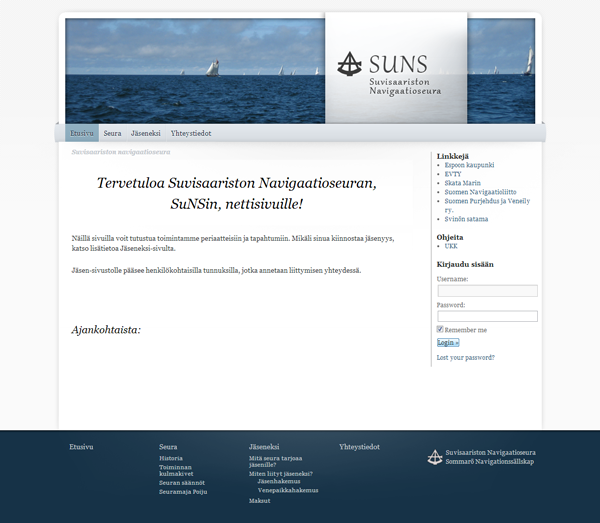 SUNS
Suvisaariston
Navigaatioseura
Etusivu Seura Jäseneksi Yhteystiedot
Suvisaariston navigaatioseura
Tervetuloa Suvisaariston Navigaatioseuran,
SuNSin, nettisivuille!
Näillä sivuilla voit tutustua toimintamme periaatteisiin ja tapahtumiin. Mikäli sinua kiinnostaa jäsenyys,
katso lisätietoa Jäseneksi-sivulta.
Jäsen-sivustolle pääsee henkilökohtaisilla tunnuksilla, jotka annetaan liittymisen yhteydessä.
Ajankohtaista:
Linkkejä
Espoon kaupunki
EVTY
Skata Marin
Suomen Navigaatioliitto
Suomen Purjehdus ja Veneily
ry.
Svinön satama
Ohjeita
UKK
Kirjaudu sisään
Username:
Password:
Remember me
Login »
Lost your password?
Etusivu
Seura
Historia
Toiminnan
kulmakivet
Seuran säännöt
Seuramaja Poiju
Jäseneksi
Mitä seura tarjoaa
jäsenille?
Miten liityt jäseneksi?
Jäsenhakemus
Venepaikkahakemus
Maksut
Yhteystiedot
Suvisaariston Navigaatioseura
Sommarö Navigationssällskap